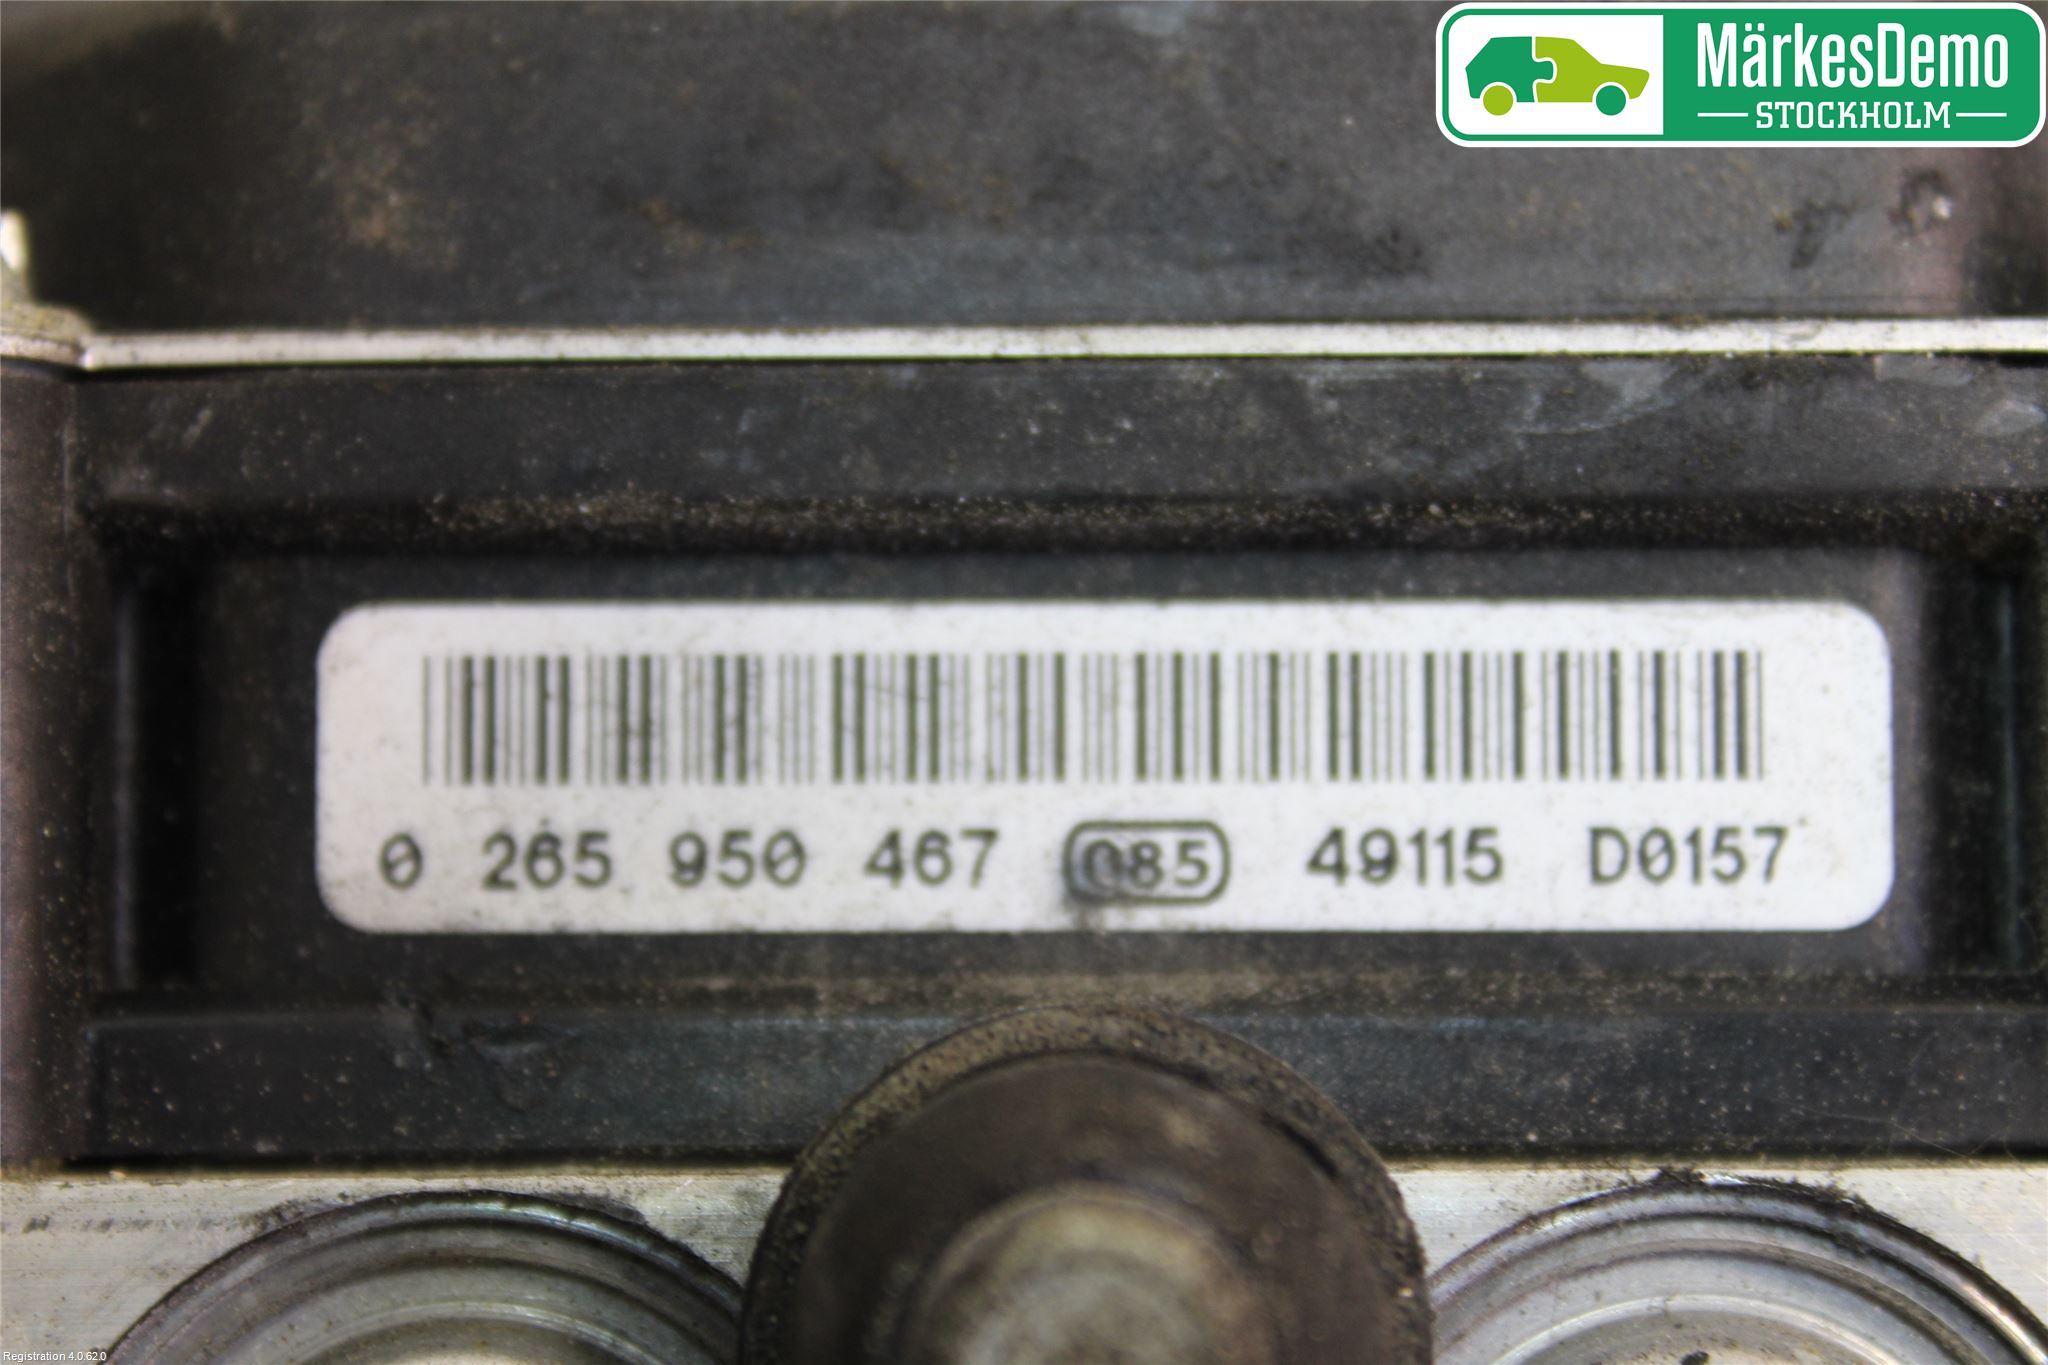 MärkesDemo
STOCKHOLM
0 265 950 467 085 49115 D0157
Registration 4.0.62.0